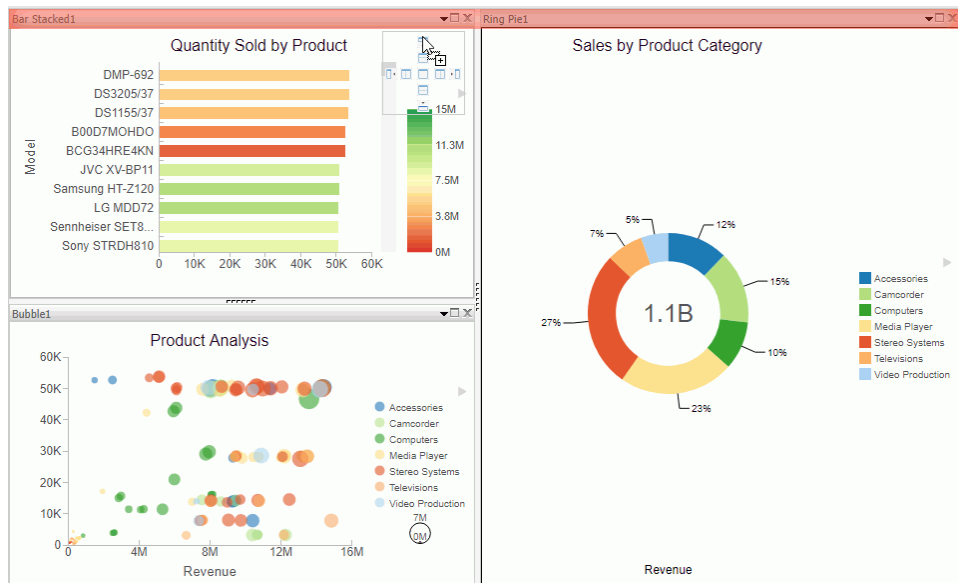 Bar Stacked1
Quantity Sold by Product
Model
DMP-692
DS3205/37
DS1155/37
B00D7MOHDO
BCG34HRE4KN
JVC XV-BP11
Samsung HT-Z120
LG MDD72
Sennheiser SET8...
Sony STRDH810
0 10K 20K 30K 40K 50K 60K
15M
11.3M
7.5M
3.8M
0M
Bubble1
Product Analysis
60K
50K
40K
30K
20K
10K
0
0 4M 8M 12M 16M
Revenue
Accessories
Camcorder
Computers
Media Player
Stereo Systems
Televisions
Video Production
7M
0M
Ring Pie1
Sales by Product Category
5%
12%
7%
15%
27%
1.1B
10%
23%
Accessories
Camcorder
Computers
Media Player
Stereo Systems
Televisions
Video Production
Revenue